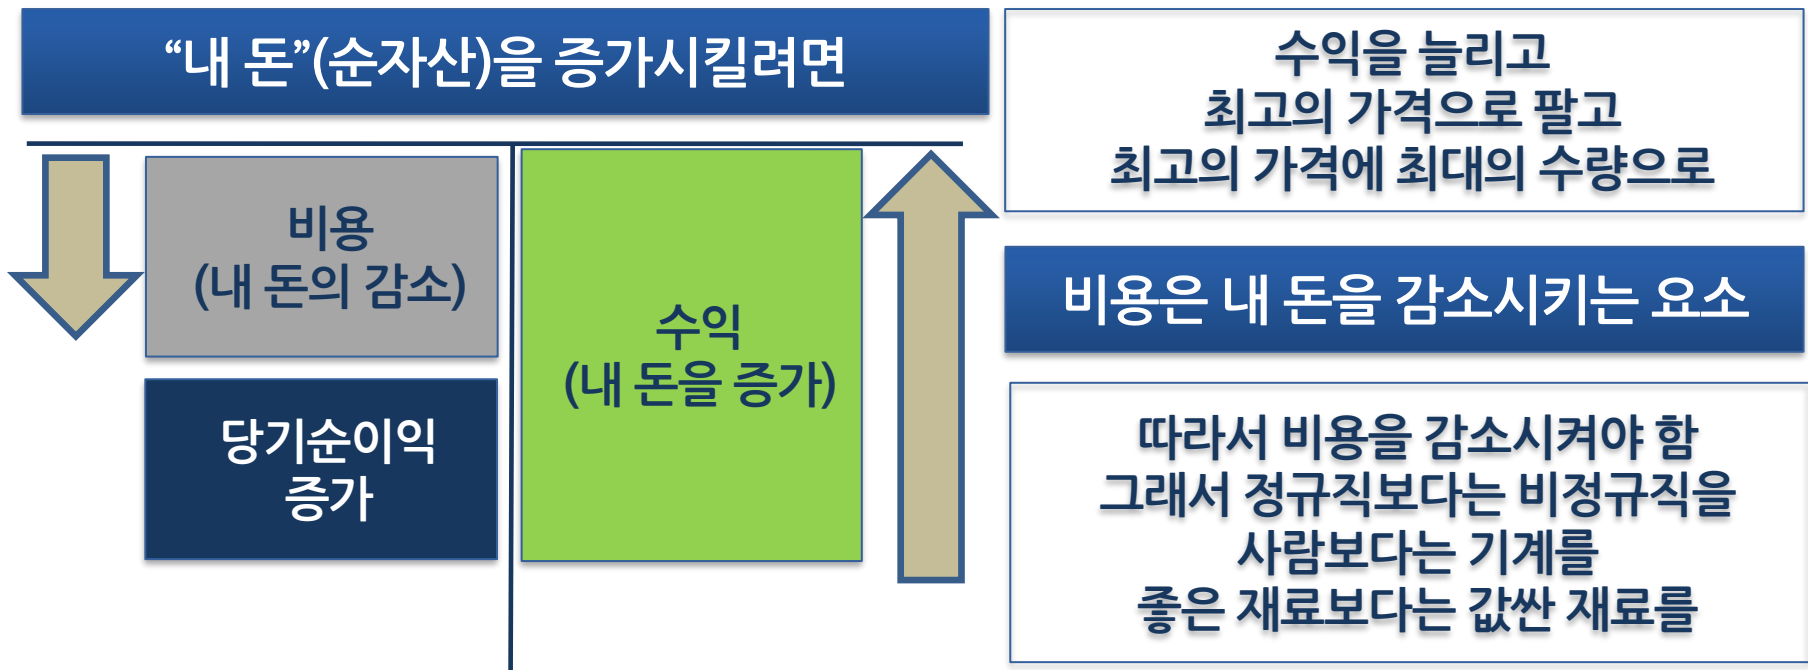 “내 돈”(순자산)을 증가시킬려면
비용
(내 돈의 감소)
당기순이익
증가
수익
(내 돈을 증가)
수익을 늘리고
최고의 가격으로 팔고
최고의 가격에 최대의 수량으로
비용은 내 돈을 감소시키는 요소
따라서 비용을 감소시켜야 함
그래서 정규직보다는 비정규직을
사람보다는 기계를
좋은 재료보다는 값싼 재료를